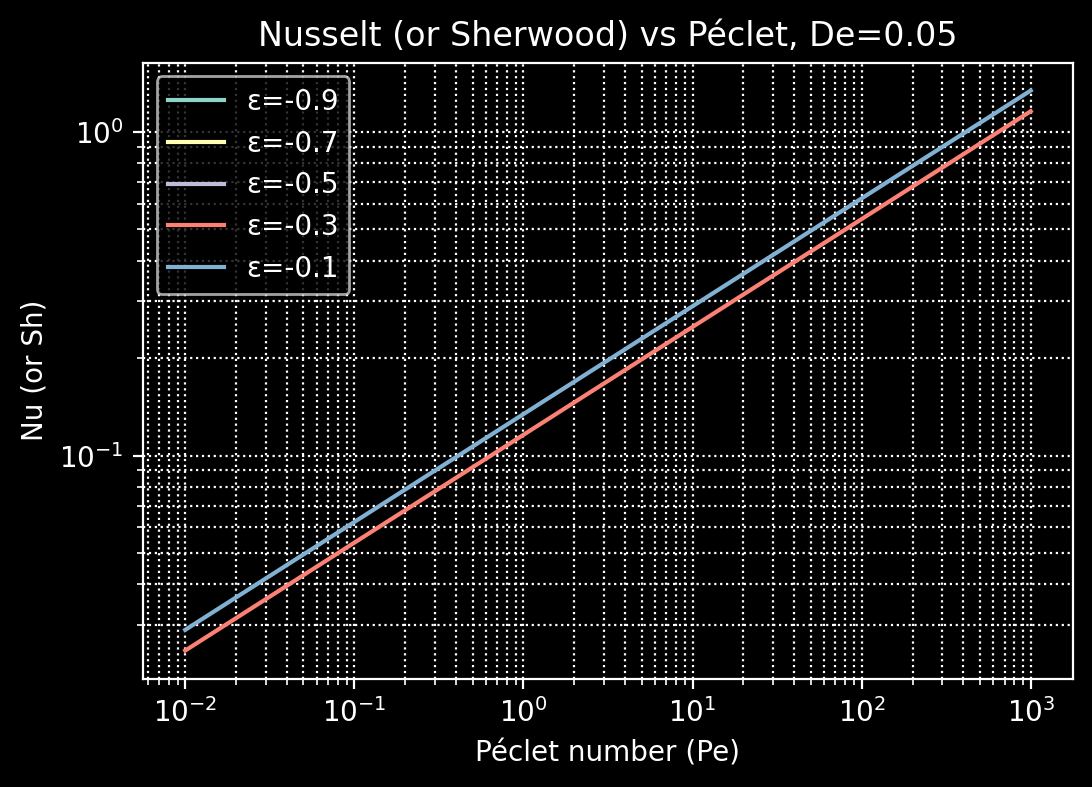 Nusselt (or Sherwood) vs Péclet, De=0.05
ε=-0.9
ε=-0.7
ε=-0.5
ε=-0.3
ε=-0.1
Nu (or Sh)
10⁰
10⁻¹
10⁻² 10⁻¹ 10⁰ 10¹ 10² 10³
Péclet number (Pe)